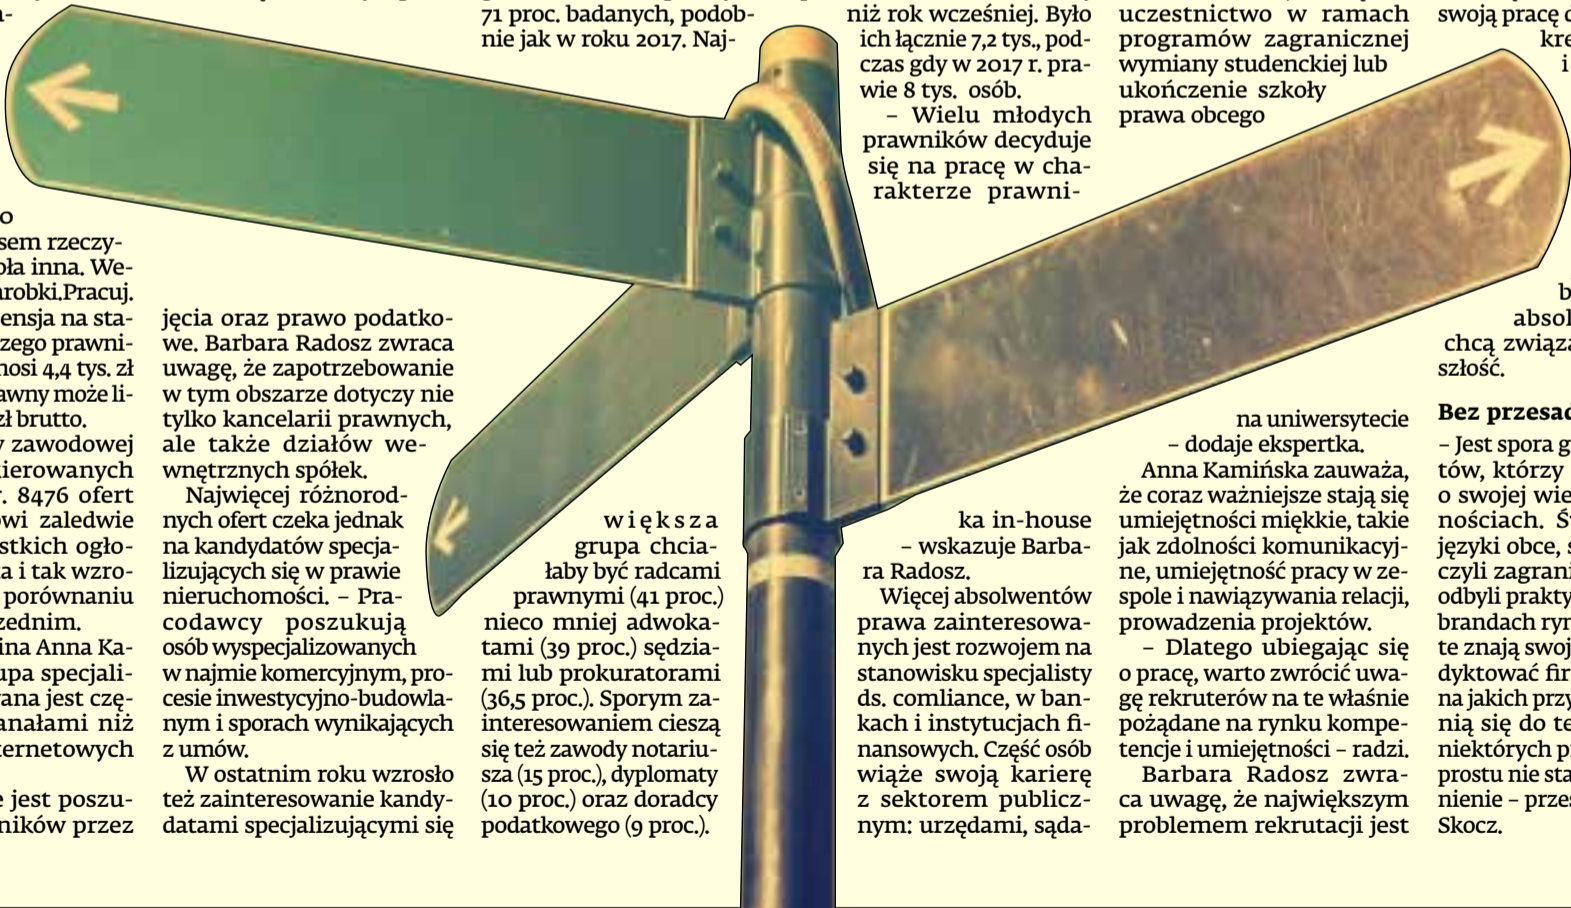 o
sem rzeczy-
oła inna. We-
arobki.Pracuj.
ensja na sta-
zego prawni-
nosi 4,4 tys. zł
awny może li-
zł brutto.
y zawodowej
kierowanych
r. 8476 ofert
owi zaledwie
stkich ogło-
ta i tak wzro-
porównaniu
zednim.
ina Anna Ka-
upa specjali-
wana jest czę-
anałami niż
ternetowych
e jest poszu-
ników przez
jęcia oraz prawo podatko-
we. Barbara Radosz zwraca
uwagę, że zapotrzebowanie
w tym obszarze dotyczy nie
tylko kancelarii prawnych,
ale także działów we-
wnętrznych spółek.
Najwięcej różnorod-
nych ofert czeka jednak
na kandydatów specja-
lizujących się w prawie
nieruchomości. – Pra-
codawcy poszukują
osób wyspecjalizowanych
w najmie komercyjnym, pro-
cesie inwestycyjno-budowla-
nym i sporach wynikających
z umów.
W ostatnim roku wzrosło
też zainteresowanie kandy-
datami specjalizującymi się
71 proc. badanych, podob-
nie jak w roku 2017. Naj-
większa
grupa chcia-
łaby być radcami
prawnymi (41 proc.)
nieco mniej adwoka-
tami (39 proc.) sędzia-
mi lub prokuratorami
(36,5 proc.). Sporym za-
interesowaniem cieszą
się też zawody notariu-
sza (15 proc.), dyplomaty
(10 proc.) oraz doradcy
podatkowego (9 proc.).
niż rok wcześniej. Było
ich łącznie 7,2 tys., pod-
czas gdy w 2017 r. pra-
wie 8 tys. osób.
– Wielu młodych
prawników decyduje
się na pracę w cha-
rakterze prawni-
ka in-house
– wskazuje Barba-
ra Radosz.
Więcej absolwentów
prawa zainteresowa-
nych jest rozwojem na
stanowisku specjalisty
ds. comliance, w ban-
kach i instytucjach fi-
nansowych. Część osób
wiąże swoją karierę
z sektorem publicz-
nym: urzędami, sąda-
uczestnictwo w ramach
programów zagranicznej
wymiany studenckiej lub
ukończenie szkoły
prawa obcego
na uniwersytecie
– dodaje ekspertka.
Anna Kamińska zauważa,
że coraz ważniejsze stają się
umiejętności miękkie, takie
jak zdolności komunikacyj-
ne, umiejętność pracy w ze-
spole i nawiązywania relacji,
prowadzenia projektów.
– Dlatego ubiegając się
o pracę, warto zwrócić uwa-
gę rekruterów na te właśnie
pożądane na rynku kompe-
tencje i umiejętności – radzi.
Barbara Radosz zwra-
ca uwagę, że największym
problemem rekrutacji jest
swoją pracę
kre
i
b
absol
chcą związa
szłość.
Bez przesad
– Jest spora g
tów, którzy
o swojej wie
nościach. Św
języki obce, s
czyli zagrani
odbyli prakty
brandach ryn
te znają swoj
dyktować fir
na jakich przy
nią się do te
niektórych p
prostu nie sta
nienie – przes
Skocz.